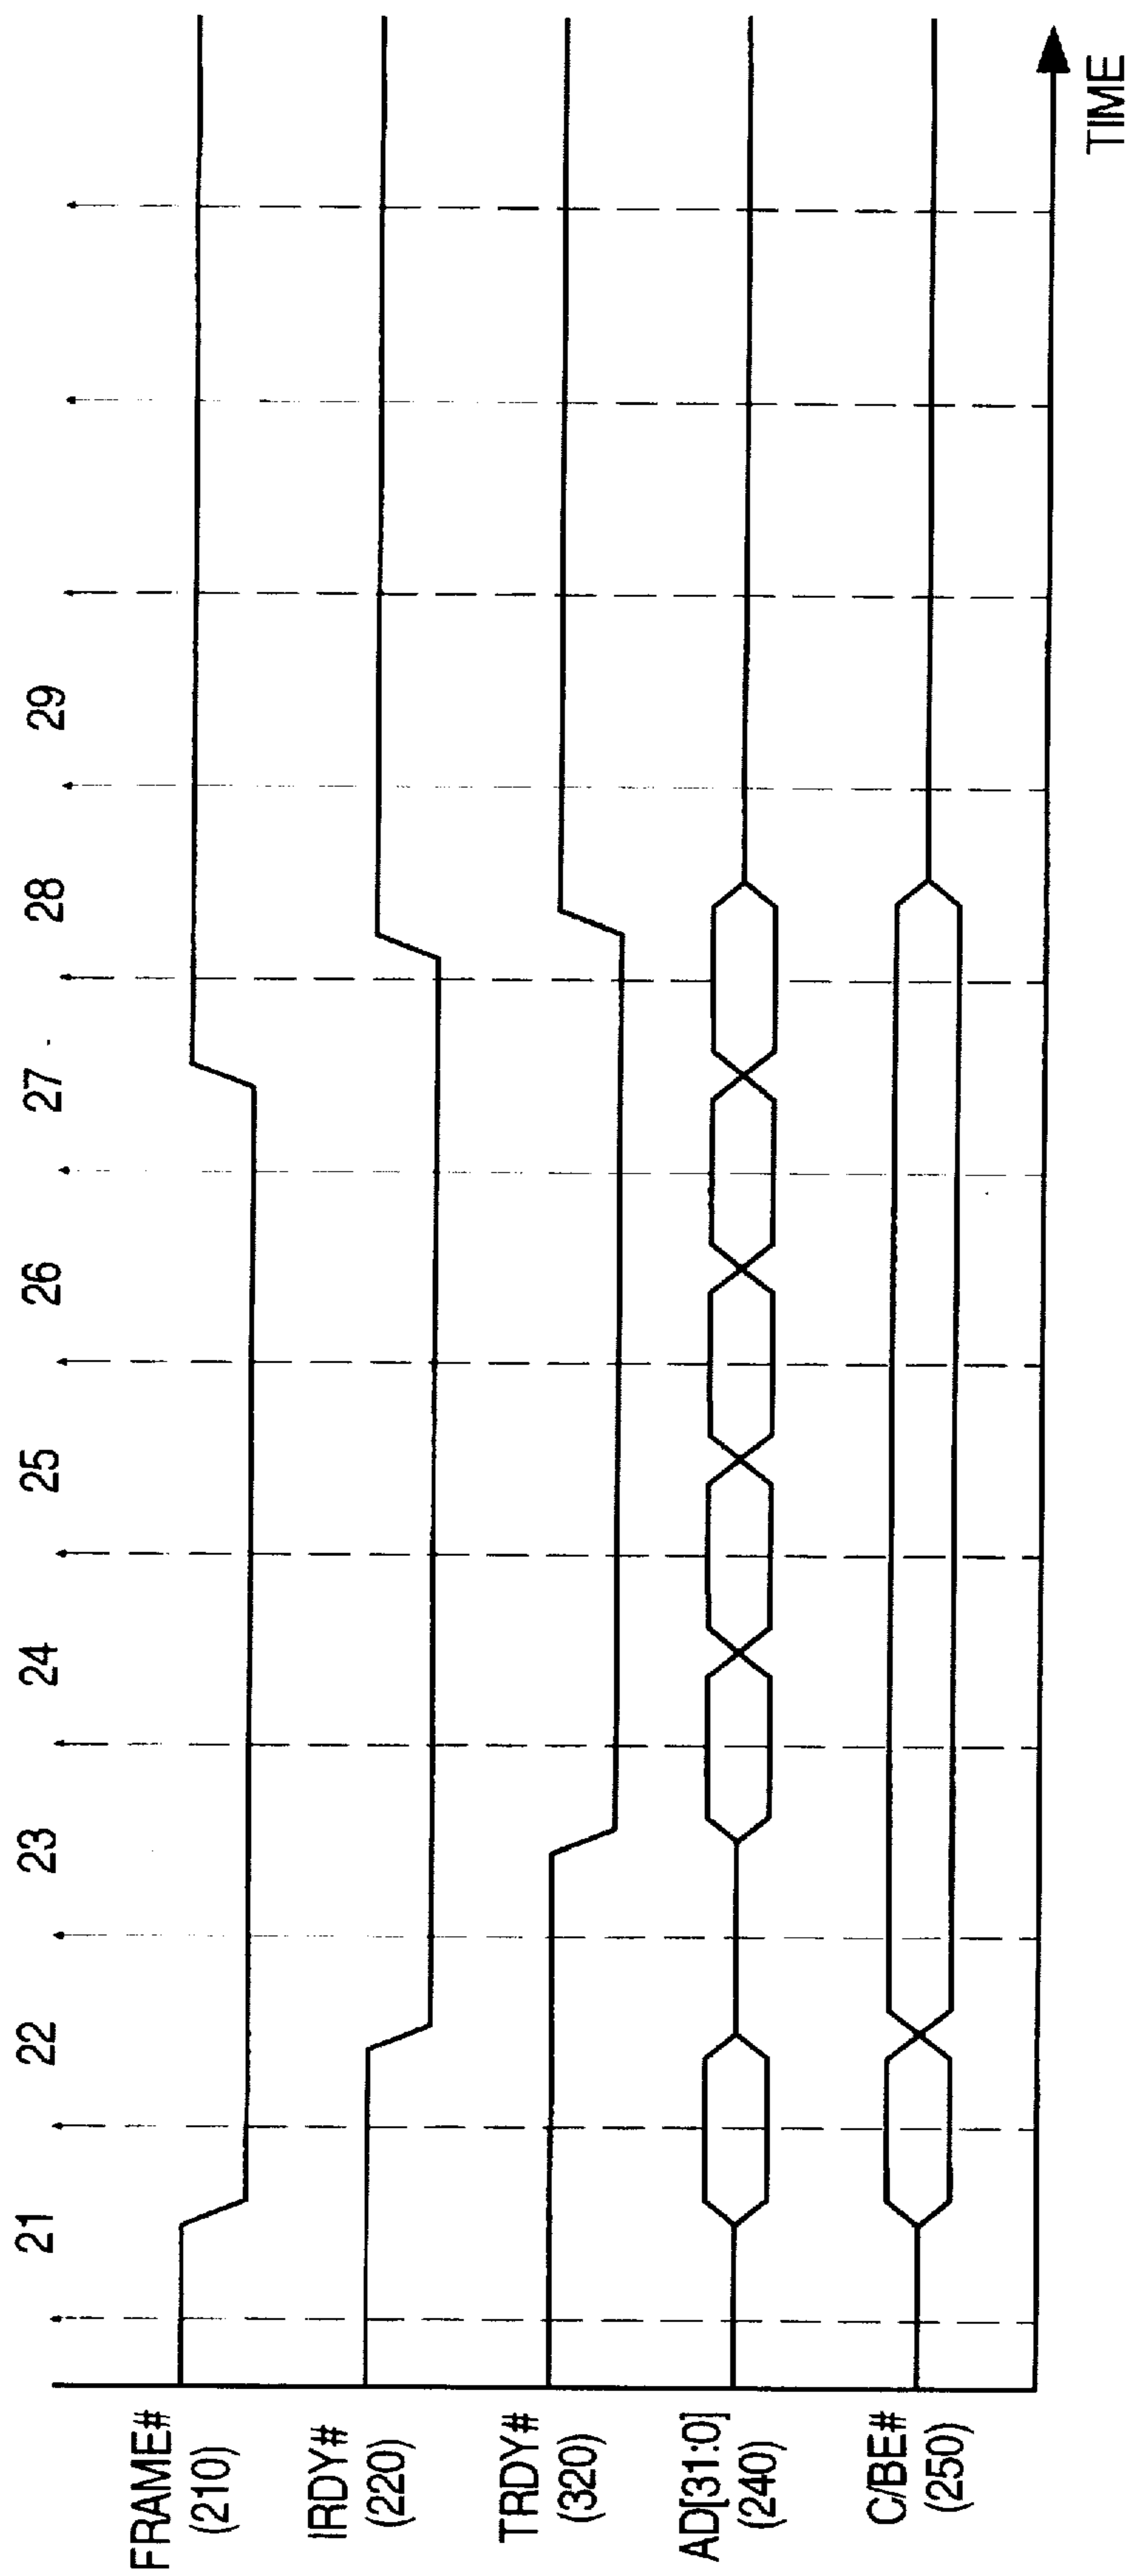 21 22 23 24 25 26 27 28 29
FRAME#
(210)
IRDY#
(220)
TRDY#
(320)
AD[31:0]
(240)
C/BE#
(250)
TIME